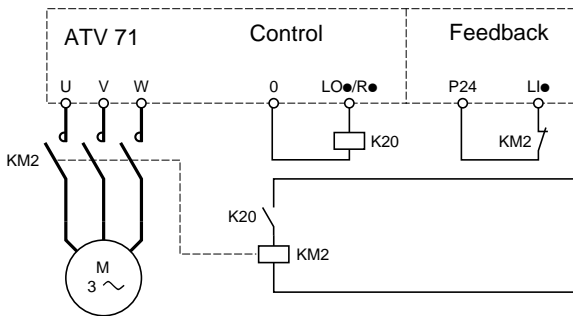 ATV 71 Control Feedback
U V W 0 LO●/R● P24 LI●
K20 KM2
KM2
K20
KM2
M
3